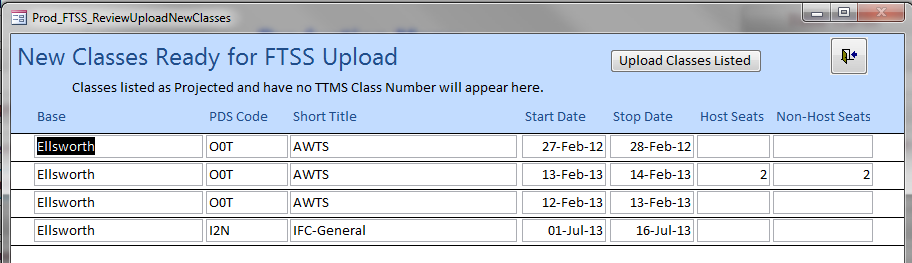 Prod_FTSS_ReviewUploadNewClasses
New Classes Ready for FTSS Upload
Upload Classes Listed
Classes listed as Projected and have no TTMS Class Number will appear here.
Base PDS Code Short Title Start Date Stop Date Host Seats Non-Host Seats
Ellsworth O0T AWTS 27-Feb-12 28-Feb-12
Ellsworth O0T AWTS 13-Feb-13 14-Feb-13 2 2
Ellsworth O0T AWTS 12-Feb-13 13-Feb-13
Ellsworth I2N IFC-General 01-Jul-13 16-Jul-13